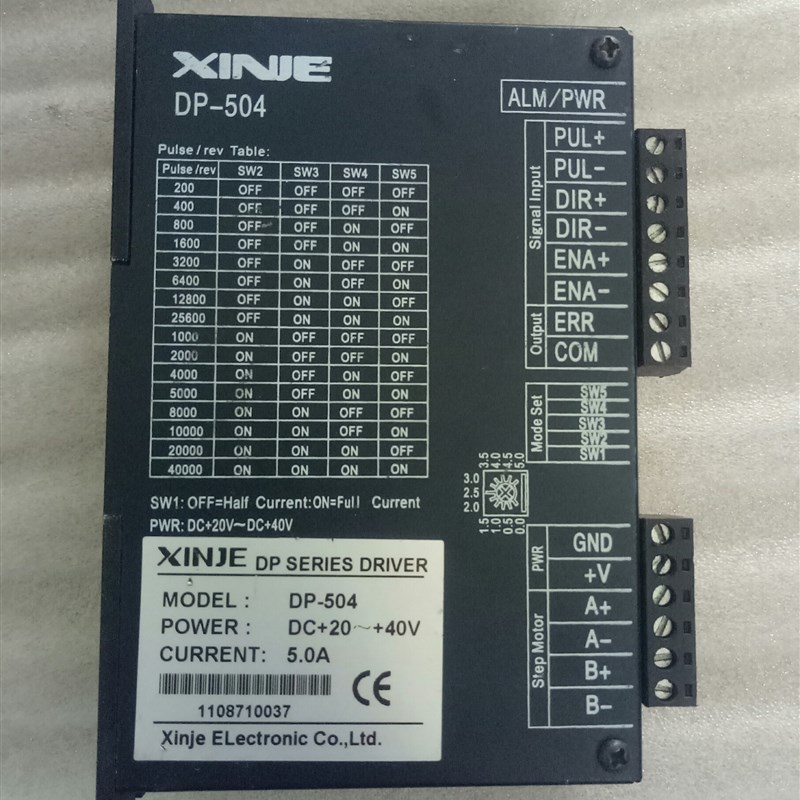 XINJE
DP-504
Pulse/rev Table:
Pulse/rev SW2 SW3 SW4 SW5
200 OFF OFF OFF OFF
400 OFF OFF OFF ON
800 OFF OFF ON OFF
1600 OFF OFF ON ON
3200 OFF ON OFF OFF
6400 OFF ON OFF ON
12800 OFF ON ON OFF
25600 OFF ON ON ON
1000 ON OFF OFF OFF
2000 ON OFF OFF ON
4000 ON OFF ON OFF
5000 ON OFF ON ON
8000 ON ON OFF OFF
10000 ON ON OFF ON
20000 ON ON ON OFF
40000 ON ON ON ON
SW1: OFF=Half Current:ON=Full Current
PWR: DC+20V~DC+40V
XINJE DP SERIES DRIVER
MODEL : DP-504
POWER : DC+20~+40V
CURRENT: 5.0A
CE
1108710037
Xinje ELectronic Co.,Ltd.
ALM/PWR
Signal Input
PUL+
PUL-
DIR+
DIR-
ENA+
ENA-
Output
ERR
COM
Mode Set
SW5
SW4
SW3
SW2
SW1
3.5 4.0 4.5 5.0
3.0
2.5
2.0
1.5 1.0 0.5 0.0
PWR
GND
+V
Step Motor
A+
A-
B+
B-